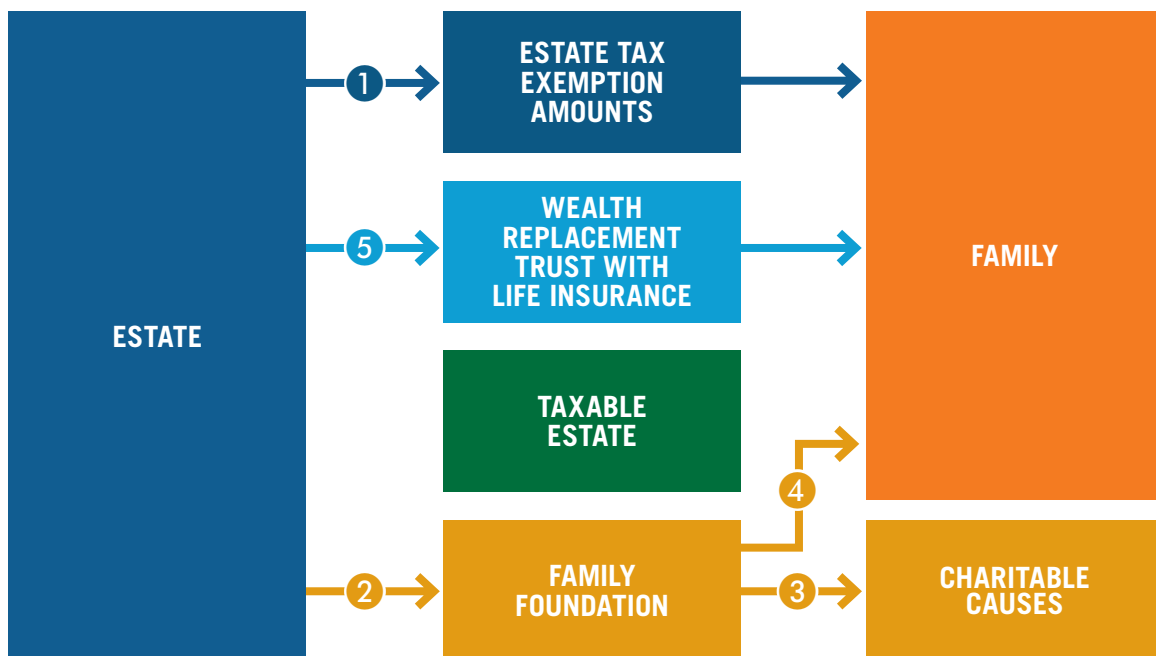 ESTATE
1
ESTATE TAX
EXEMPTION
AMOUNTS
5
WEALTH
REPLACEMENT
TRUST WITH
LIFE INSURANCE
FAMILY
TAXABLE
ESTATE
4
2
FAMILY
FOUNDATION
3
CHARITABLE
CAUSES